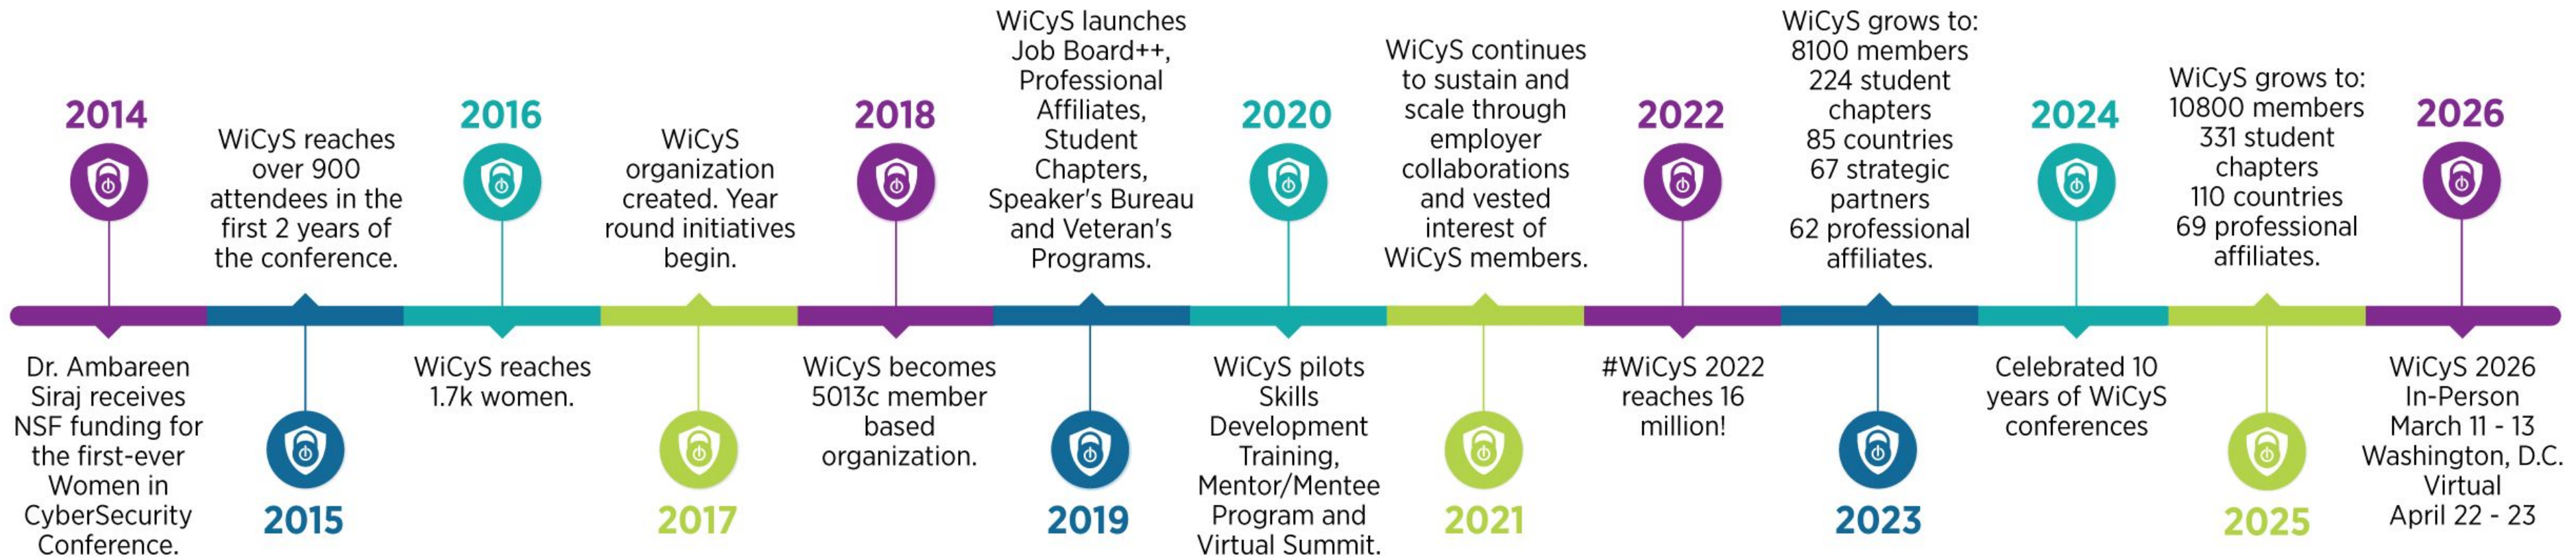 2014
Dr. Ambareen
Siraj receives
NSF funding for
the first-ever
Women in
CyberSecurity
Conference.
WiCyS reaches
over 900
attendees in the
first 2 years of
the conference.
2015
2016
WiCyS reaches
1.7k women.
WiCyS
organization
created. Year
round initiatives
begin.
2017
2018
WiCyS becomes
5013c member
based
organization.
WiCyS launches
Job Board++,
Professional
Affiliates,
Student
Chapters,
Speaker's Bureau
and Veteran's
Programs.
2019
2020
WiCyS pilots
Skills
Development
Training,
Mentor/Mentee
Program and
Virtual Summit.
WiCyS continues
to sustain and
scale through
employer
collaborations
and vested
interest of
WiCyS members.
2021
2022
#WiCyS 2022
reaches 16
million!
WiCyS grows to:
8100 members
224 student
chapters
85 countries
67 strategic
partners
62 professional
affiliates.
2023
2024
Celebrated 10
years of WiCyS
conferences
WiCyS grows to:
10800 members
331 student
chapters
110 countries
69 professional
affiliates.
2025
2026
WiCyS 2026
In-Person
March 11 - 13
Washington, D.C.
Virtual
April 22 - 23